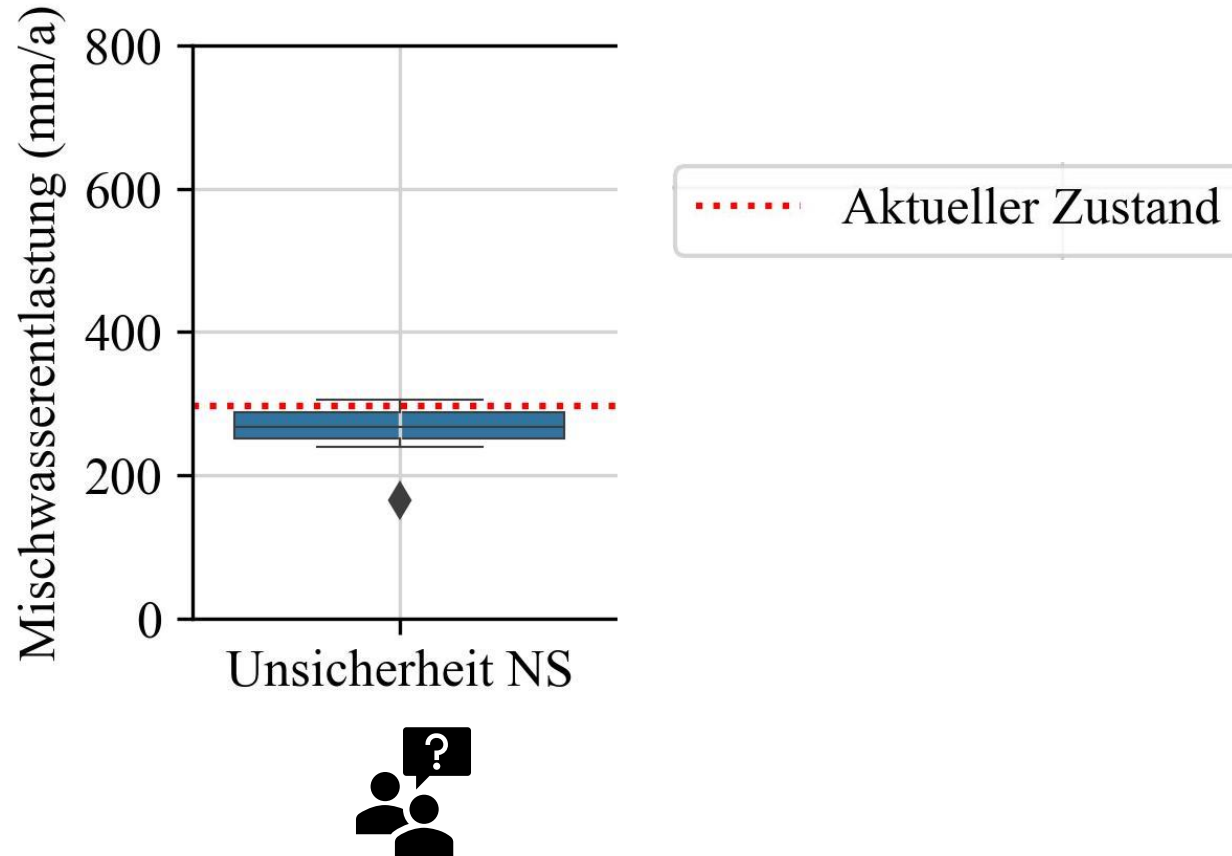 Mischwasserentlastung (mm/a)
800
600
400
200
0
Unsicherheit NS
Aktueller Zustand
?